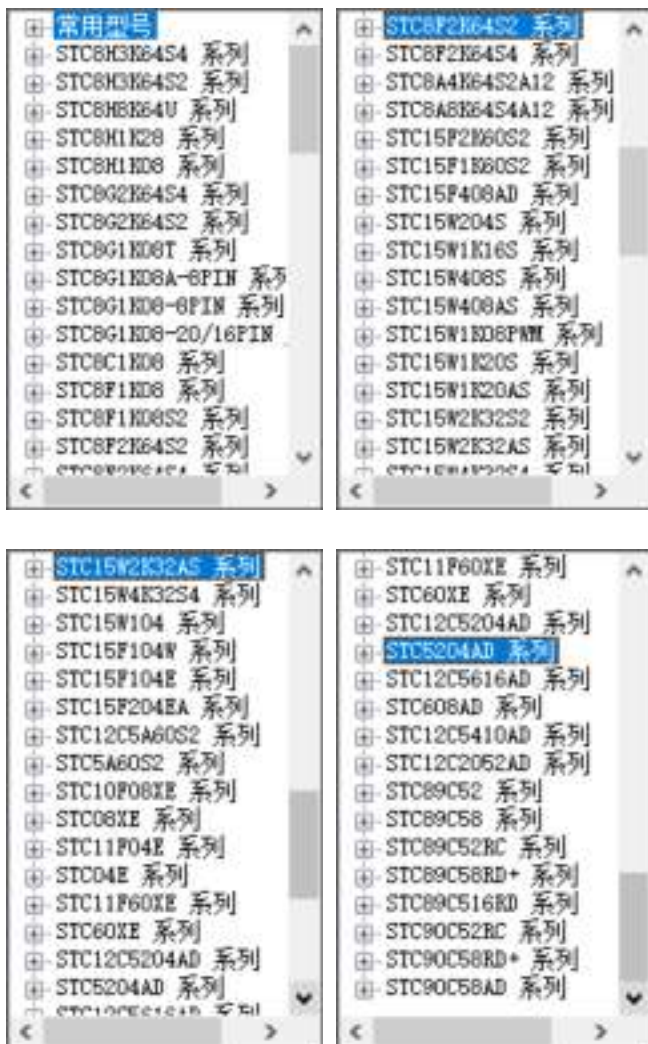 常用型号
STC8H3K64S4 系列
STC8H3K64S2 系列
STC8H8K64U 系列
STC8H1K28 系列
STC8H1K08 系列
STC8G2K64S4 系列
STC8G2K64S2 系列
STC8G1K08T 系列
STC8G1K08A-8PIN 系列
STC8G1K08-8PIN 系列
STC8G1K08-20/16PIN
STC8C1K08 系列
STC8F1K08 系列
STC8F1K08S2 系列
STC8F2K64S2 系列
STC8F2K64S4 系列
STC8F2K64S2 系列
STC8F2K64S4 系列
STC8A4K64S2A12 系列
STC8A8K64S4A12 系列
STC15F2K60S2 系列
STC15F1K60S2 系列
STC15F408AD 系列
STC15W204S 系列
STC15W1K16S 系列
STC15W408S 系列
STC15W408AS 系列
STC15W1K08PWM 系列
STC15W1K20S 系列
STC15W1K20AS 系列
STC15W2K32S2 系列
STC15W2K32AS 系列
STC15W4K32S4 系列
STC15W2K32AS 系列
STC15W4K32S4 系列
STC15W104 系列
STC15F104W 系列
STC15F104E 系列
STC15F204EA 系列
STC12C5A60S2 系列
STC5A60S2 系列
STC10F08XE 系列
STC08XE 系列
STC11F04E 系列
STC04E 系列
STC11F60XE 系列
STC60XE 系列
STC12C5204AD 系列
STC5204AD 系列
STC12C5616AD 系列
STC11F60XE 系列
STC60XE 系列
STC12C5204AD 系列
STC5204AD 系列
STC12C5616AD 系列
STC608AD 系列
STC12C5410AD 系列
STC12C2052AD 系列
STC89C52 系列
STC89C58 系列
STC89C52RC 系列
STC89C58RD+ 系列
STC89C516RD 系列
STC90C52RC 系列
STC90C58RD+ 系列
STC90C58AD 系列